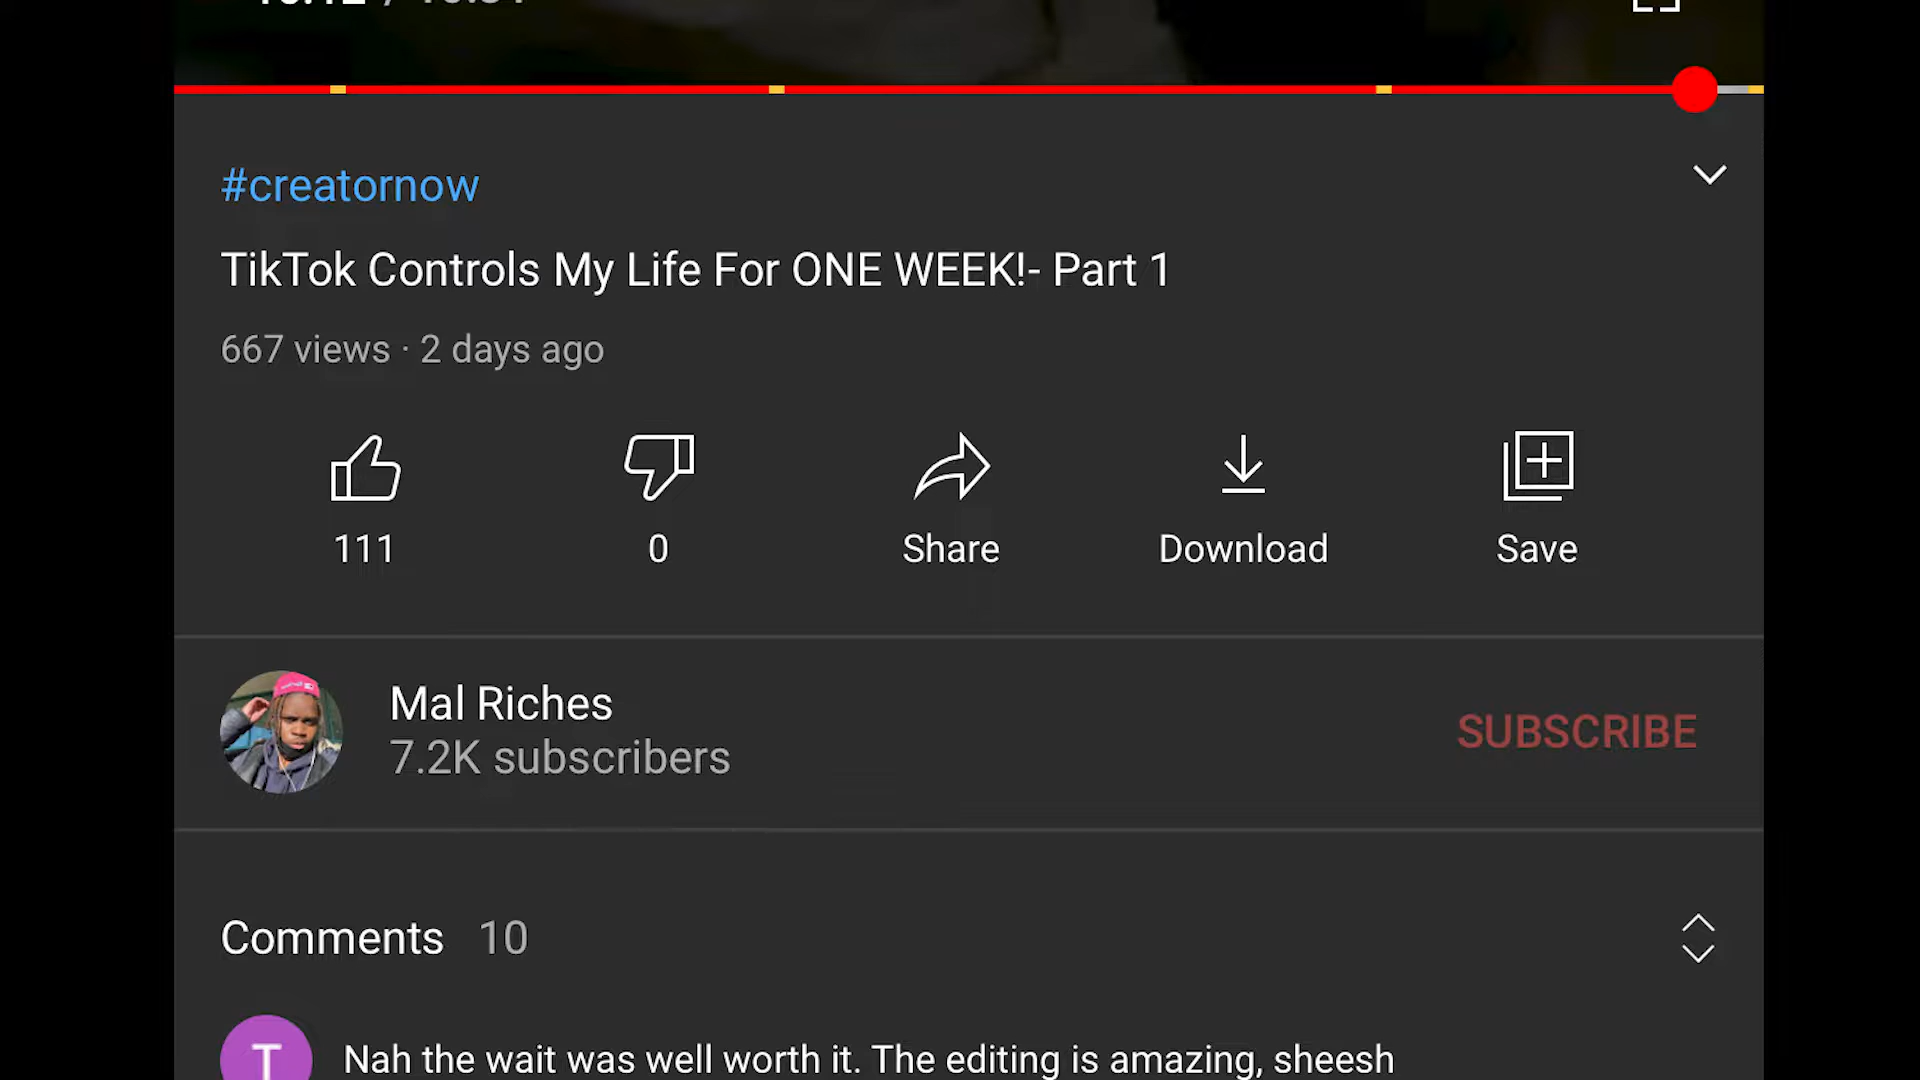 #creatornow
TikTok Controls My Life For ONE WEEK!- Part 1
667 views · 2 days ago
111
0
Share
Download
Save
Mal Riches
7.2K subscribers
SUBSCRIBE
Comments 10
T
Nah the wait was well worth it. The editing is amazing, sheesh